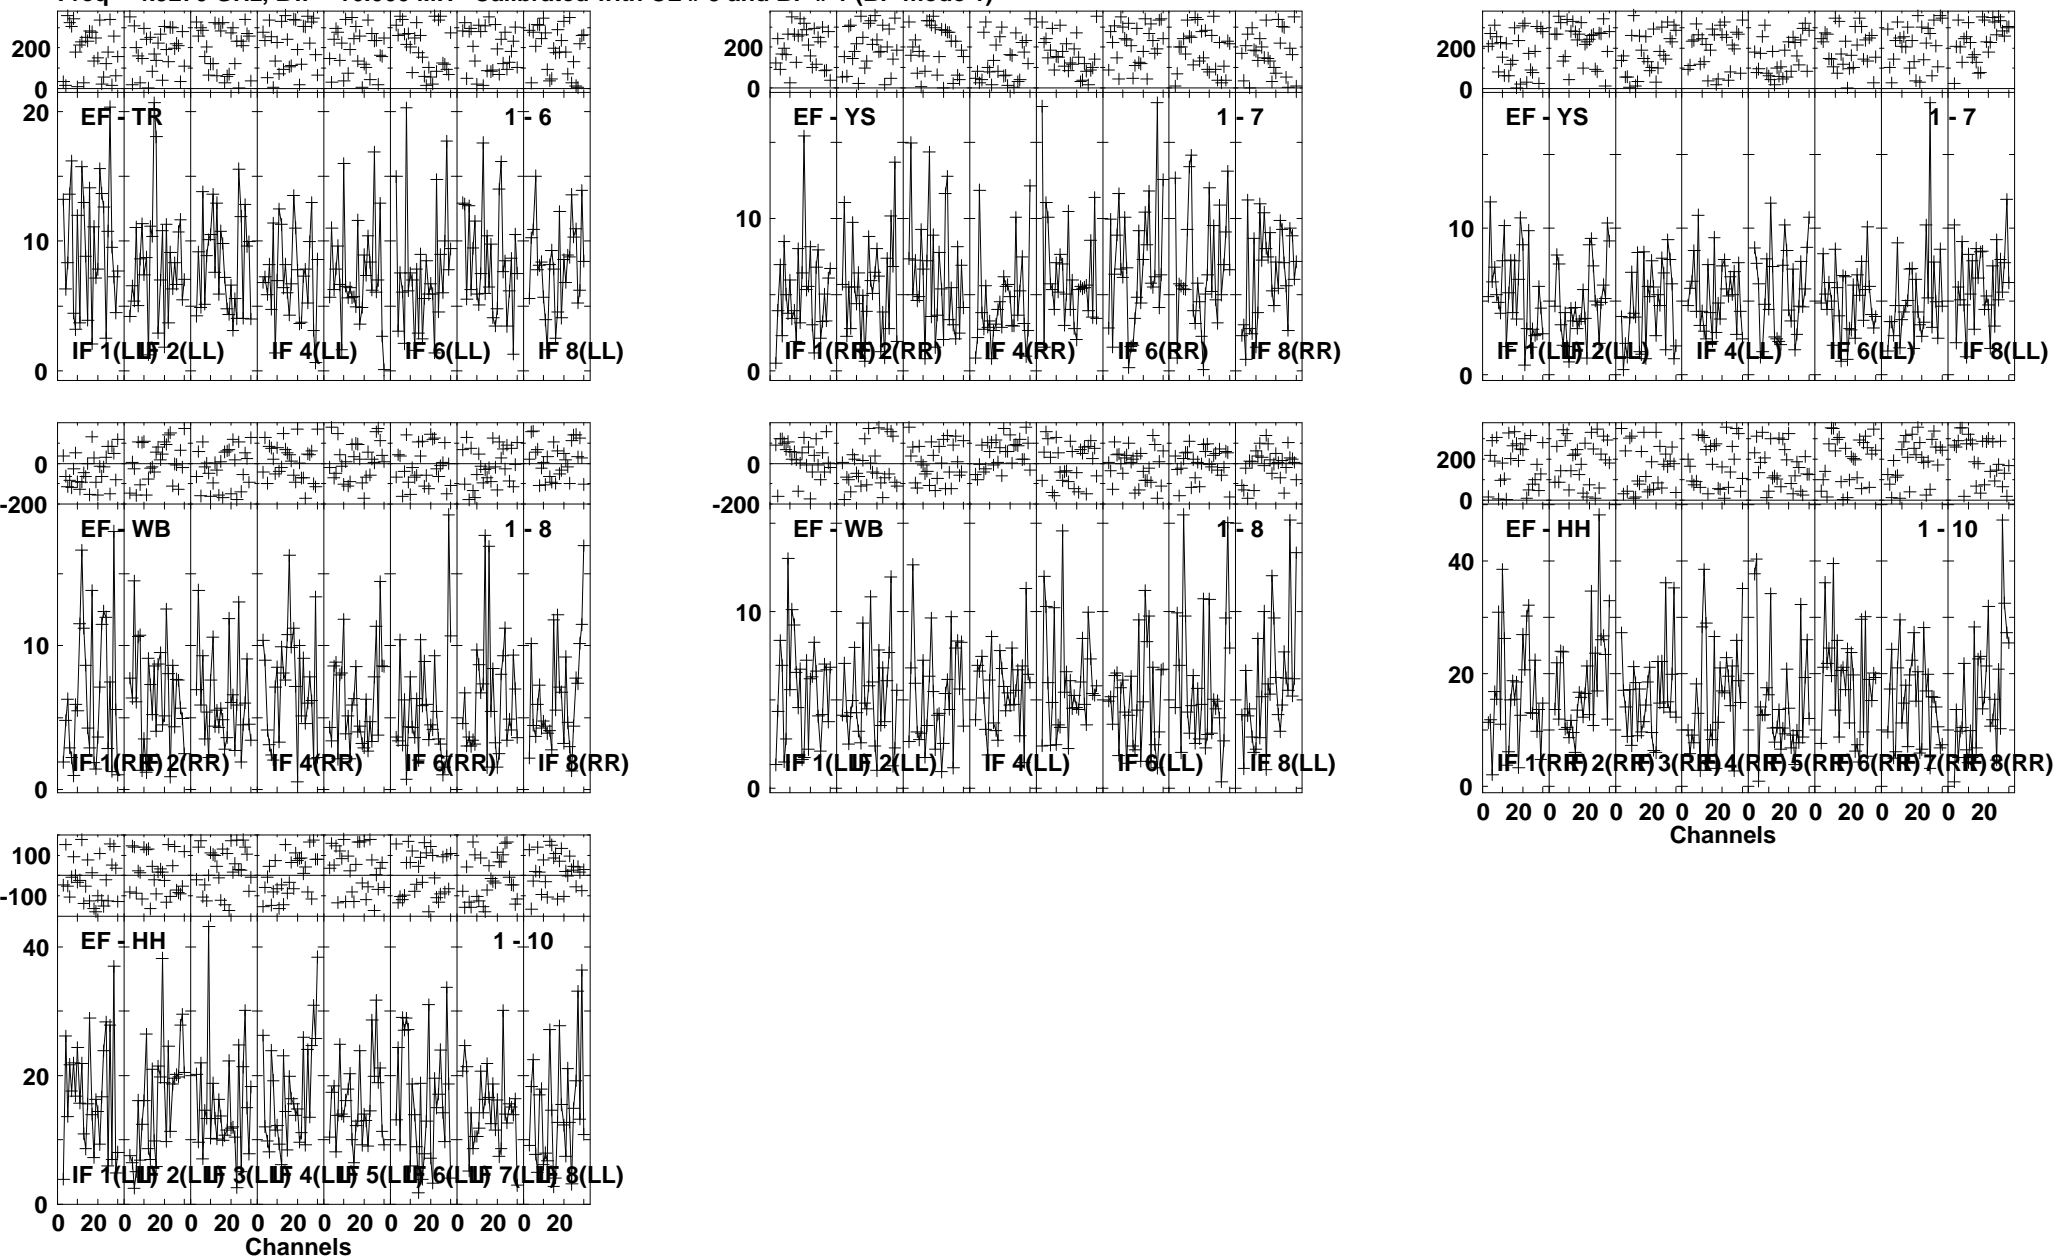 200
0
20
10
0
EF - TR 1 - 6
IF 1(LL) IF 2(LL) IF 4(LL) IF 6(LL) IF 8(LL)
200
0
10
0
EF - YS 1 - 7
IF 1(RR) IF 2(RR) IF 4(RR) IF 6(RR) IF 8(RR)
200
0
10
0
EF - YS 1 - 7
IF 1(LL) IF 2(LL) IF 4(LL) IF 6(LL) IF 8(LL)
0
-200
10
0
EF - WB 1 - 8
IF 1(RR) IF 2(RR) IF 4(RR) IF 6(RR) IF 8(RR)
0
-200
10
0
EF - WB 1 - 8
IF 1(LL) IF 2(LL) IF 4(LL) IF 6(LL) IF 8(LL)
200
0
40
20
0
EF - HH 1 - 10
IF 1(RR) IF 2(RR) IF 3(RR) IF 4(RR) IF 5(RR) IF 6(RR) IF 7(RR) IF 8(RR)
0 20 0 20 0 20 0 20 0 20 0 20 0 20 0 20
Channels
100
-100
40
20
0
EF - HH 1 - 10
IF 1(LL) IF 2(LL) IF 3(LL) IF 4(LL) IF 5(LL) IF 6(LL) IF 7(LL) IF 8(LL)
0 20 0 20 0 20 0 20 0 20 0 20 0 20 0 20
Channels